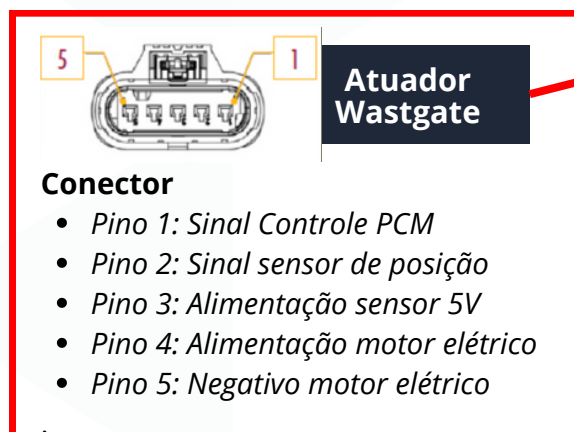 5
1
Atuador
Wastgate
Conector
• Pino 1: Sinal Controle PCM
• Pino 2: Sinal sensor de posição
• Pino 3: Alimentação sensor 5V
• Pino 4: Alimentação motor elétrico
• Pino 5: Negativo motor elétrico